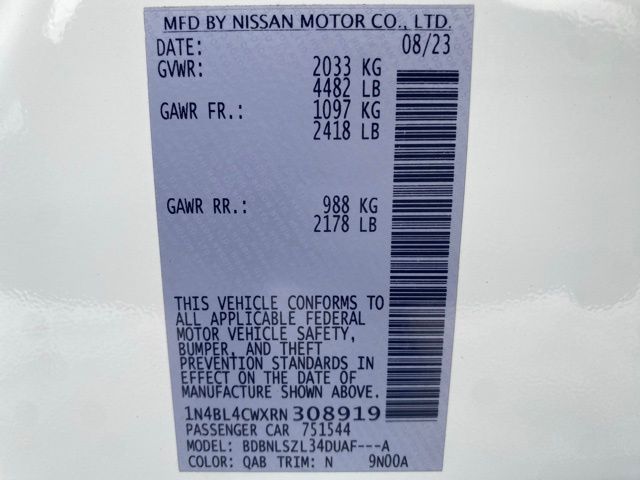 MFD BY NISSAN MOTOR CO., LTD.
DATE: 08/23
GVWR: 2033 KG
4482 LB
GAWR FR.: 1097 KG
2418 LB
GAWR RR.: 988 KG
2178 LB
THIS VEHICLE CONFORMS TO
ALL APPLICABLE FEDERAL
MOTOR VEHICLE SAFETY,
BUMPER, AND THEFT
PREVENTION STANDARDS IN
EFFECT ON THE DATE OF
MANUFACTURE SHOWN ABOVE.
1N4BL4CWXRN308919
PASSENGER CAR 751544
MODEL: BDBNLSZL34DUAF---A
COLOR: QAB TRIM: N 9N00A